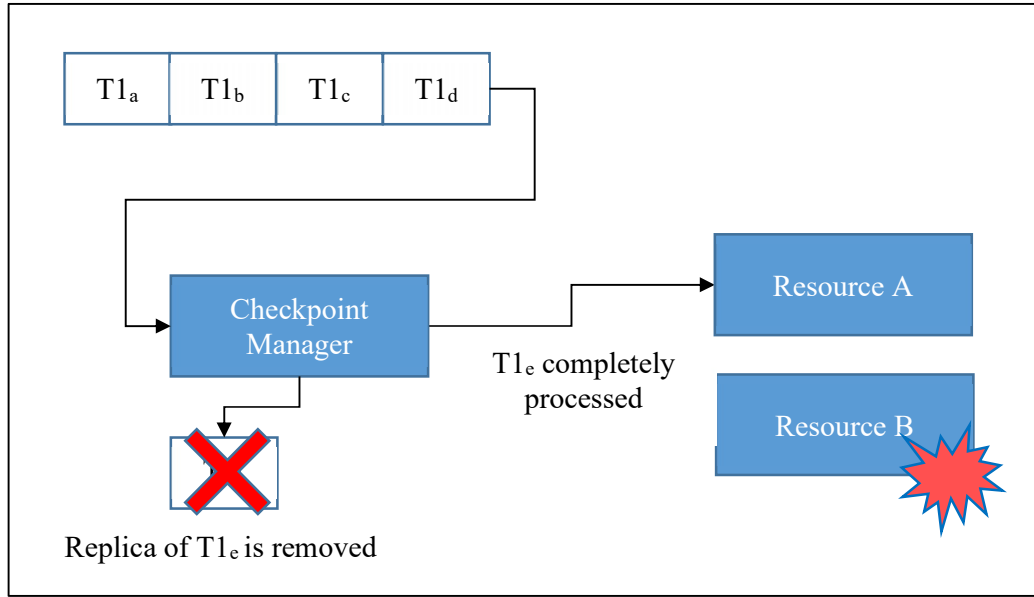 T1a T1b T1c T1d
Checkpoint
Manager
Resource A
T1e completely
processed
Resource B
Replica of T1e is removed